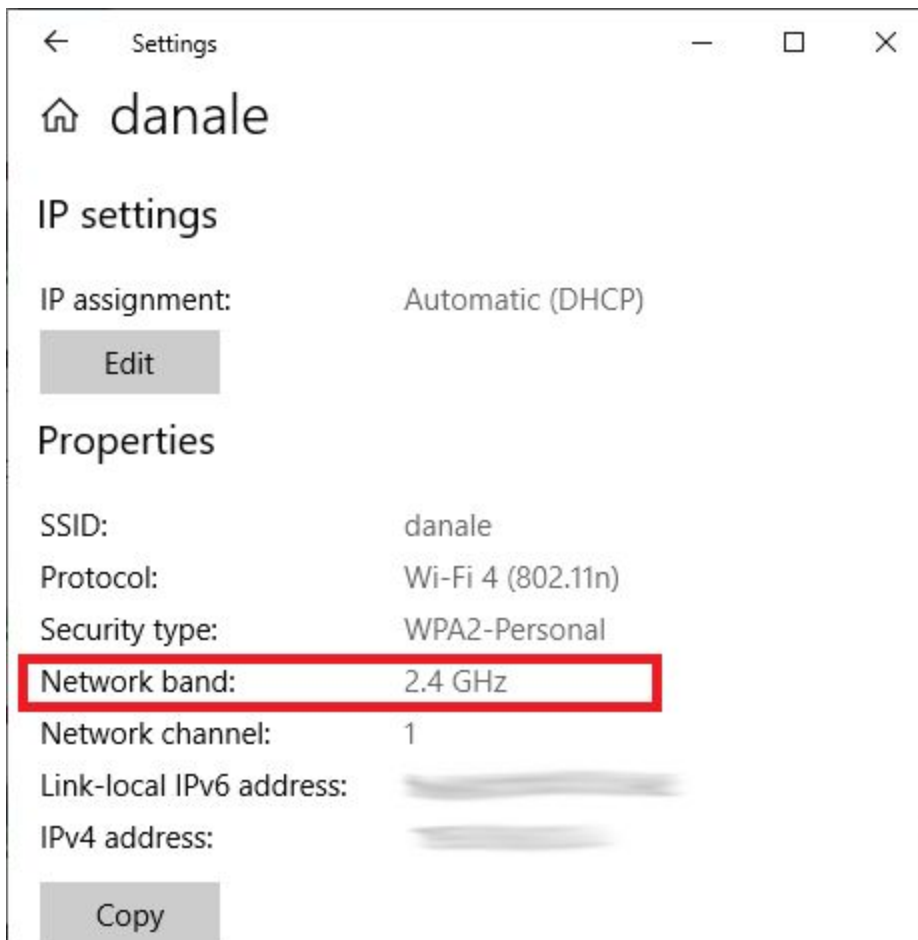 Settings
danale
IP settings
IP assignment: Automatic (DHCP)
Edit
Properties
SSID: danale
Protocol: Wi-Fi 4 (802.11n)
Security type: WPA2-Personal
Network band: 2.4 GHz
Network channel: 1
Link-local IPv6 address:
IPv4 address:
Copy